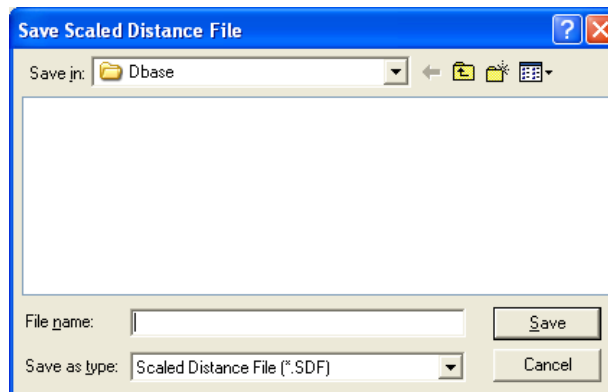 Save Scaled Distance File
Save in: Dbase
File name:
Save
Save as type: Scaled Distance File (*.SDF)
Cancel